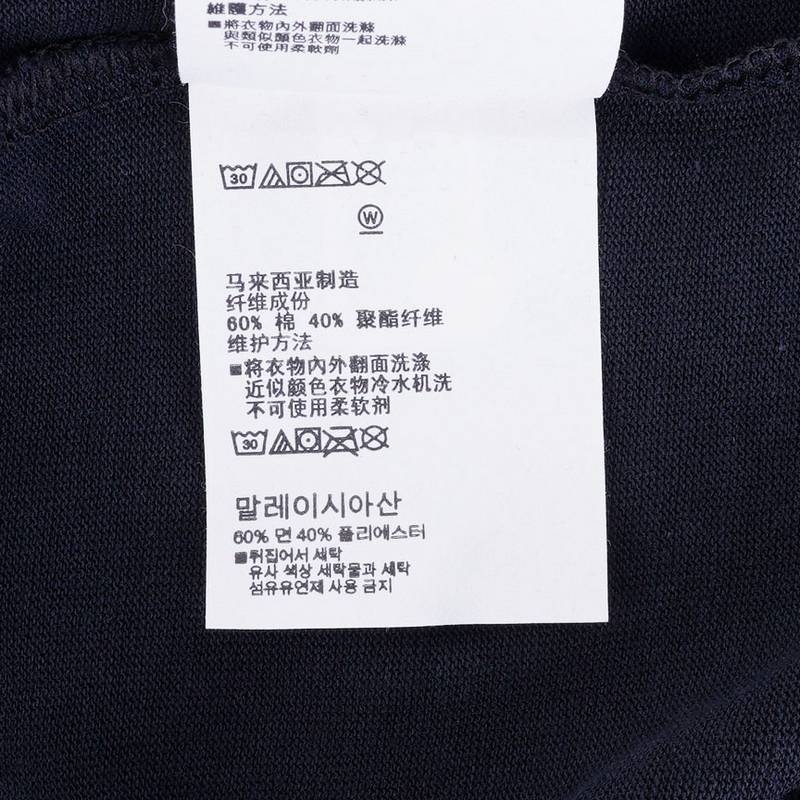 維護方法
■將衣物內外翻面洗滌
與類似顏色衣物一起洗滌
不可使用柔軟劑
30
W
马来西亚制造
纤维成份
60% 棉 40% 聚酯纤维
维护方法
■将衣物内外翻面洗涤
近似颜色衣物冷水机洗
不可使用柔软剂
30
말레이시아산
60% 면 40% 폴리에스터
■뒤집어서 세탁
유사 색상 세탁물과 세탁
섬유유연제 사용 금지